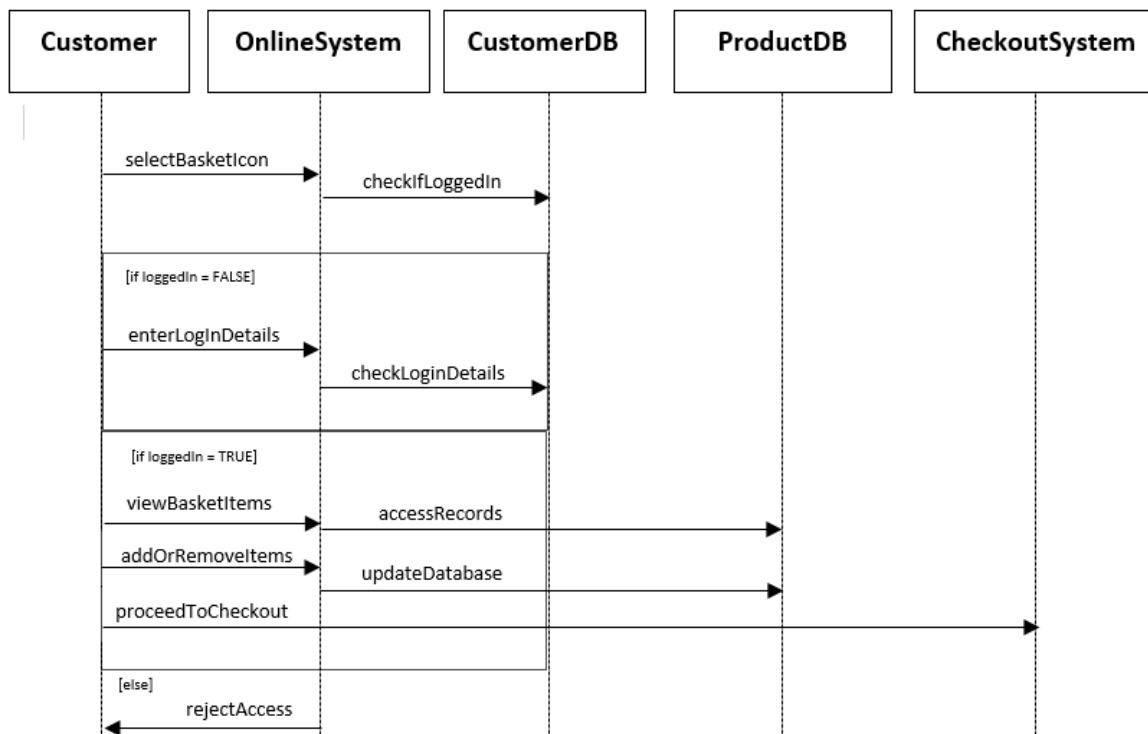 Customer
OnlineSystem
CustomerDB
ProductDB
CheckoutSystem
selectBasketIcon
checkIfLoggedIn
[if loggedIn = FALSE]
enterLogInDetails
checkLoginDetails
[if loggedIn = TRUE]
viewBasketItems
accessRecords
addOrRemoveItems
updateDatabase
proceedToCheckout
[else]
rejectAccess